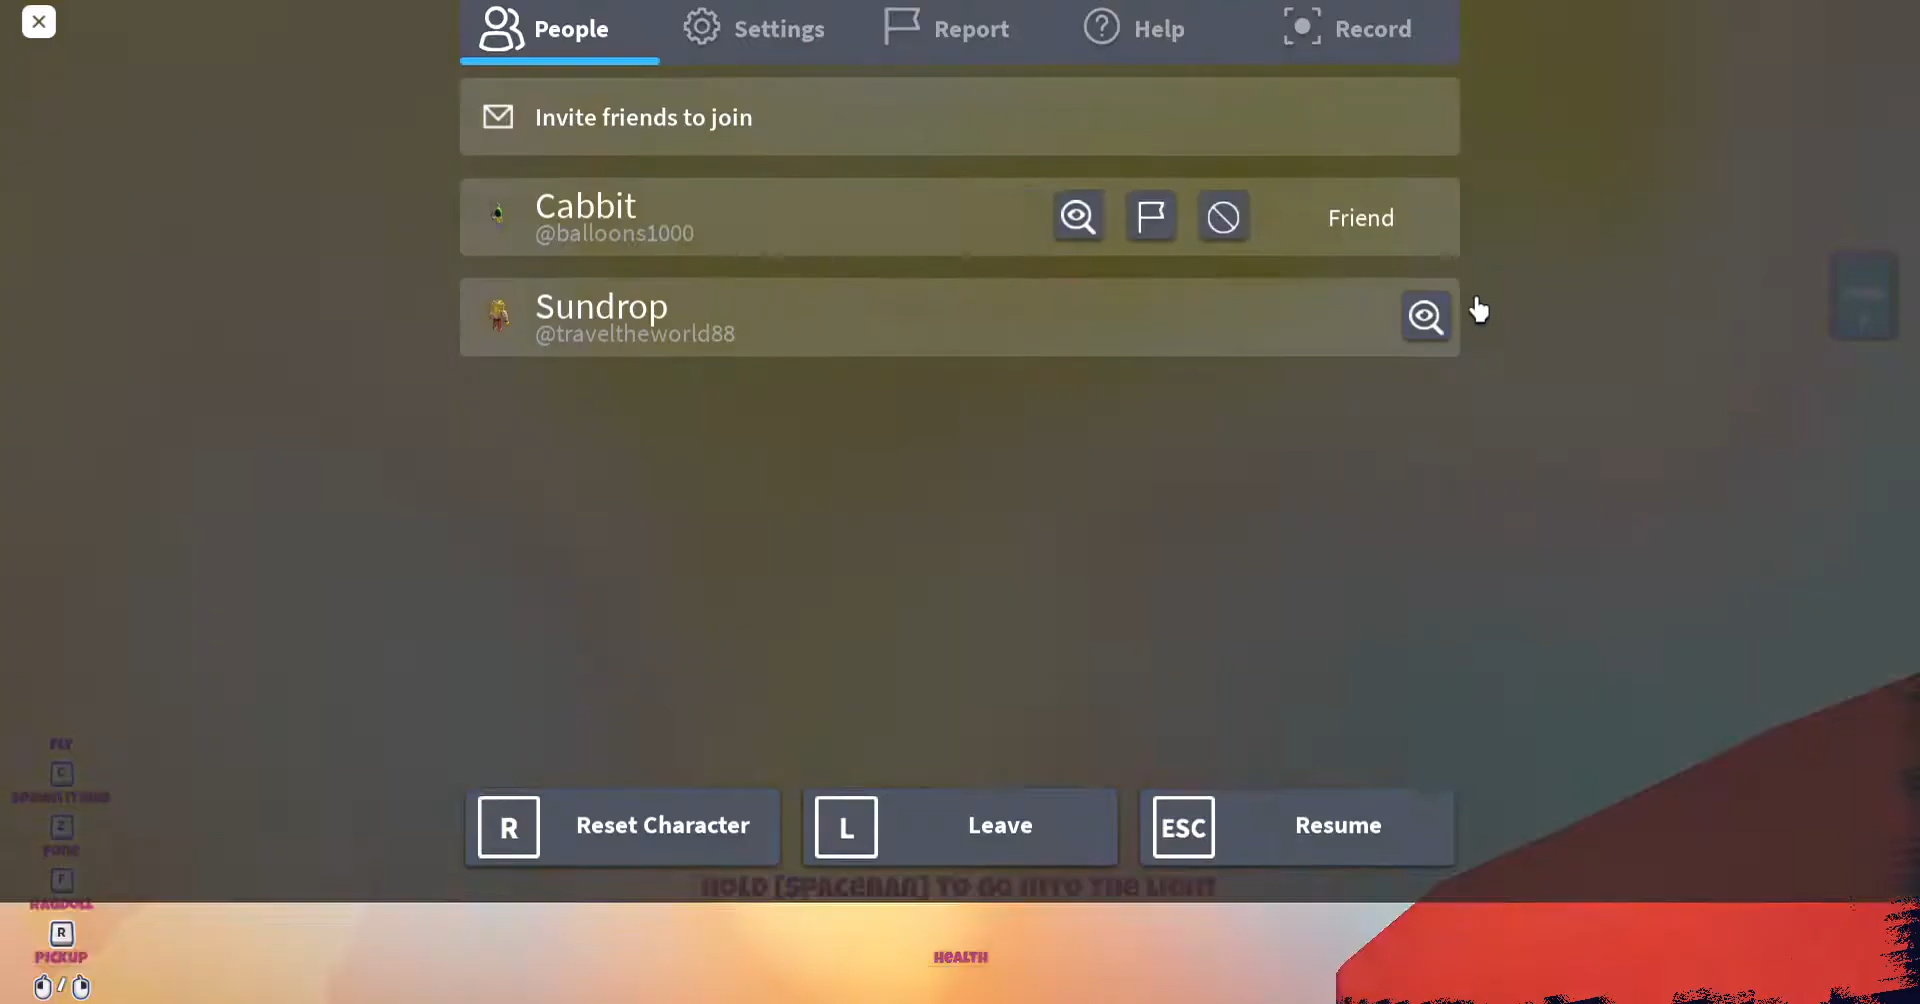 People
Settings
Report
Help
Record
Invite friends to join
Cabbit
@balloons1000
Friend
Sundrop
@traveltheworld88
FLY
C
Z
F
RAGDOLL
R
PICKUP
/
R Reset Character
L Leave
ESC Resume
HOLD [SPACEBAR] TO GO INTO THE LIGHT
HEALTH